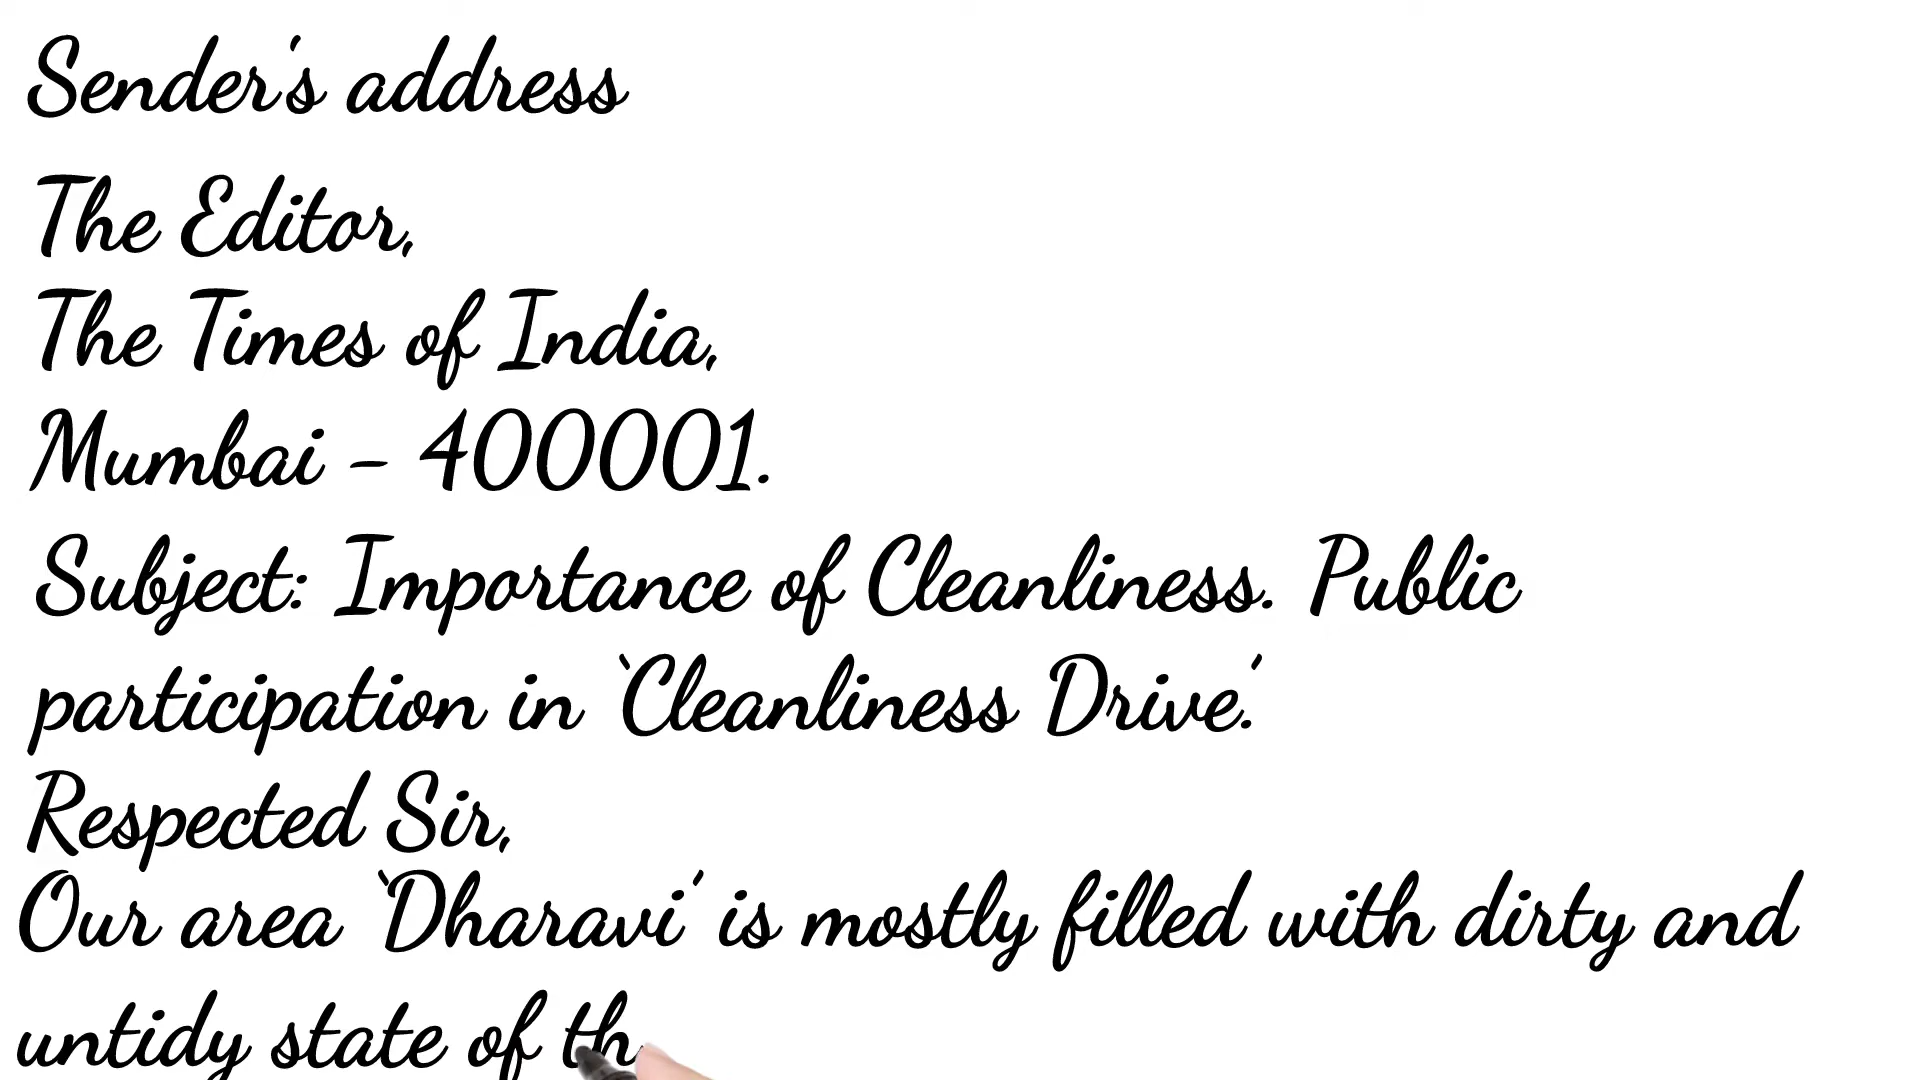 Sender's address
The Editor,
The Times of India,
Mumbai - 400001.
Subject: Importance of Cleanliness. Public
participation in ‘Cleanliness Drive.’
Respected Sir,
Our area ‘Dharavi’ is mostly filled with dirty and
untidy state of th